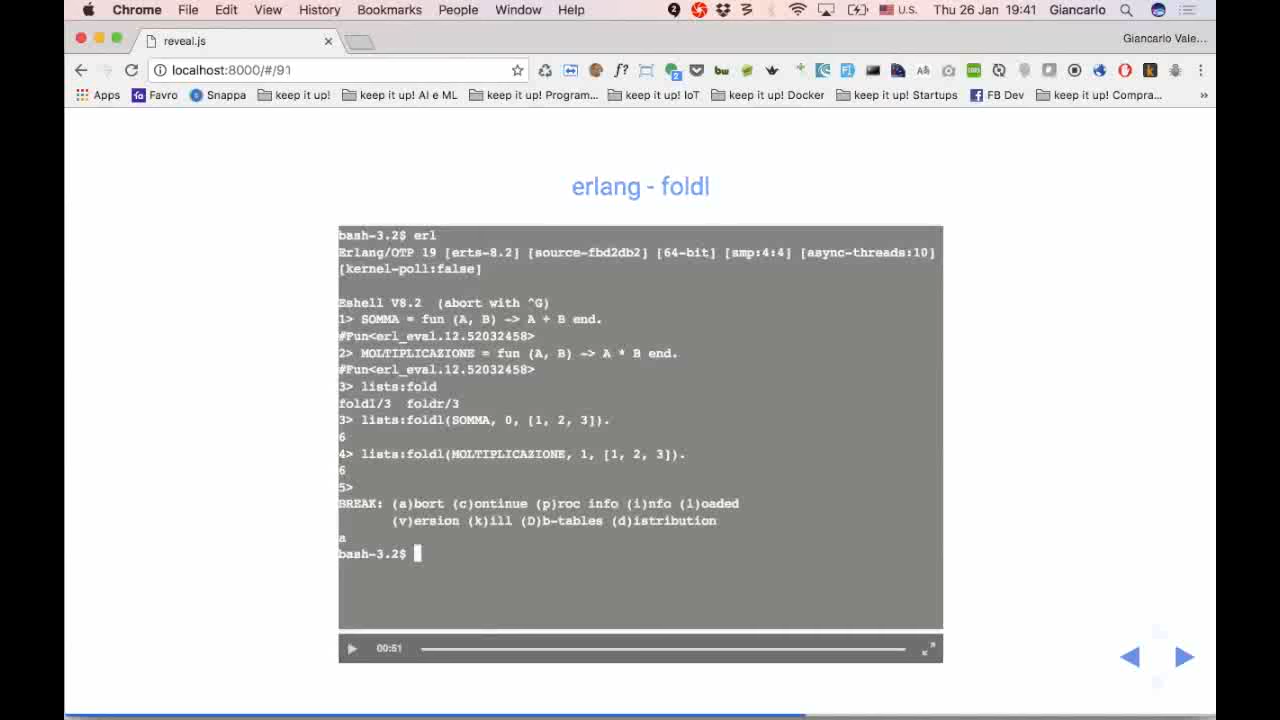 Chrome File Edit View History Bookmarks People Window Help 2 U.S. Thu 26 Jan 19:41 Giancarlo
reveal.js Giancarlo Vale...
localhost:8000/#/91 f? 2 bw
Apps Favro Snappa keep it up! keep it up! AI e ML keep it up! Program... keep it up! IoT keep it up! Docker keep it up! Startups FB Dev keep it up! Compra... »
erlang - foldl
bash-3.2$ erl
Erlang/OTP 19 [erts-8.2] [source-fbd2db2] [64-bit] [smp:4:4] [async-threads:10]
[kernel-poll:false]
Eshell V8.2 (abort with ^G)
1> SOMMA = fun (A, B) -> A + B end.
#Fun<erl_eval.12.52032458>
2> MOLTIPLICAZIONE = fun (A, B) -> A * B end.
#Fun<erl_eval.12.52032458>
3> lists:fold
foldl/3 foldr/3
3> lists:foldl(SOMMA, 0, [1, 2, 3]).
6
4> lists:foldl(MOLTIPLICAZIONE, 1, [1, 2, 3]).
6
5>
BREAK: (a)bort (c)ontinue (p)roc info (i)nfo (l)oaded
(v)ersion (k)ill (D)b-tables (d)istribution
a
bash-3.2$
00:51